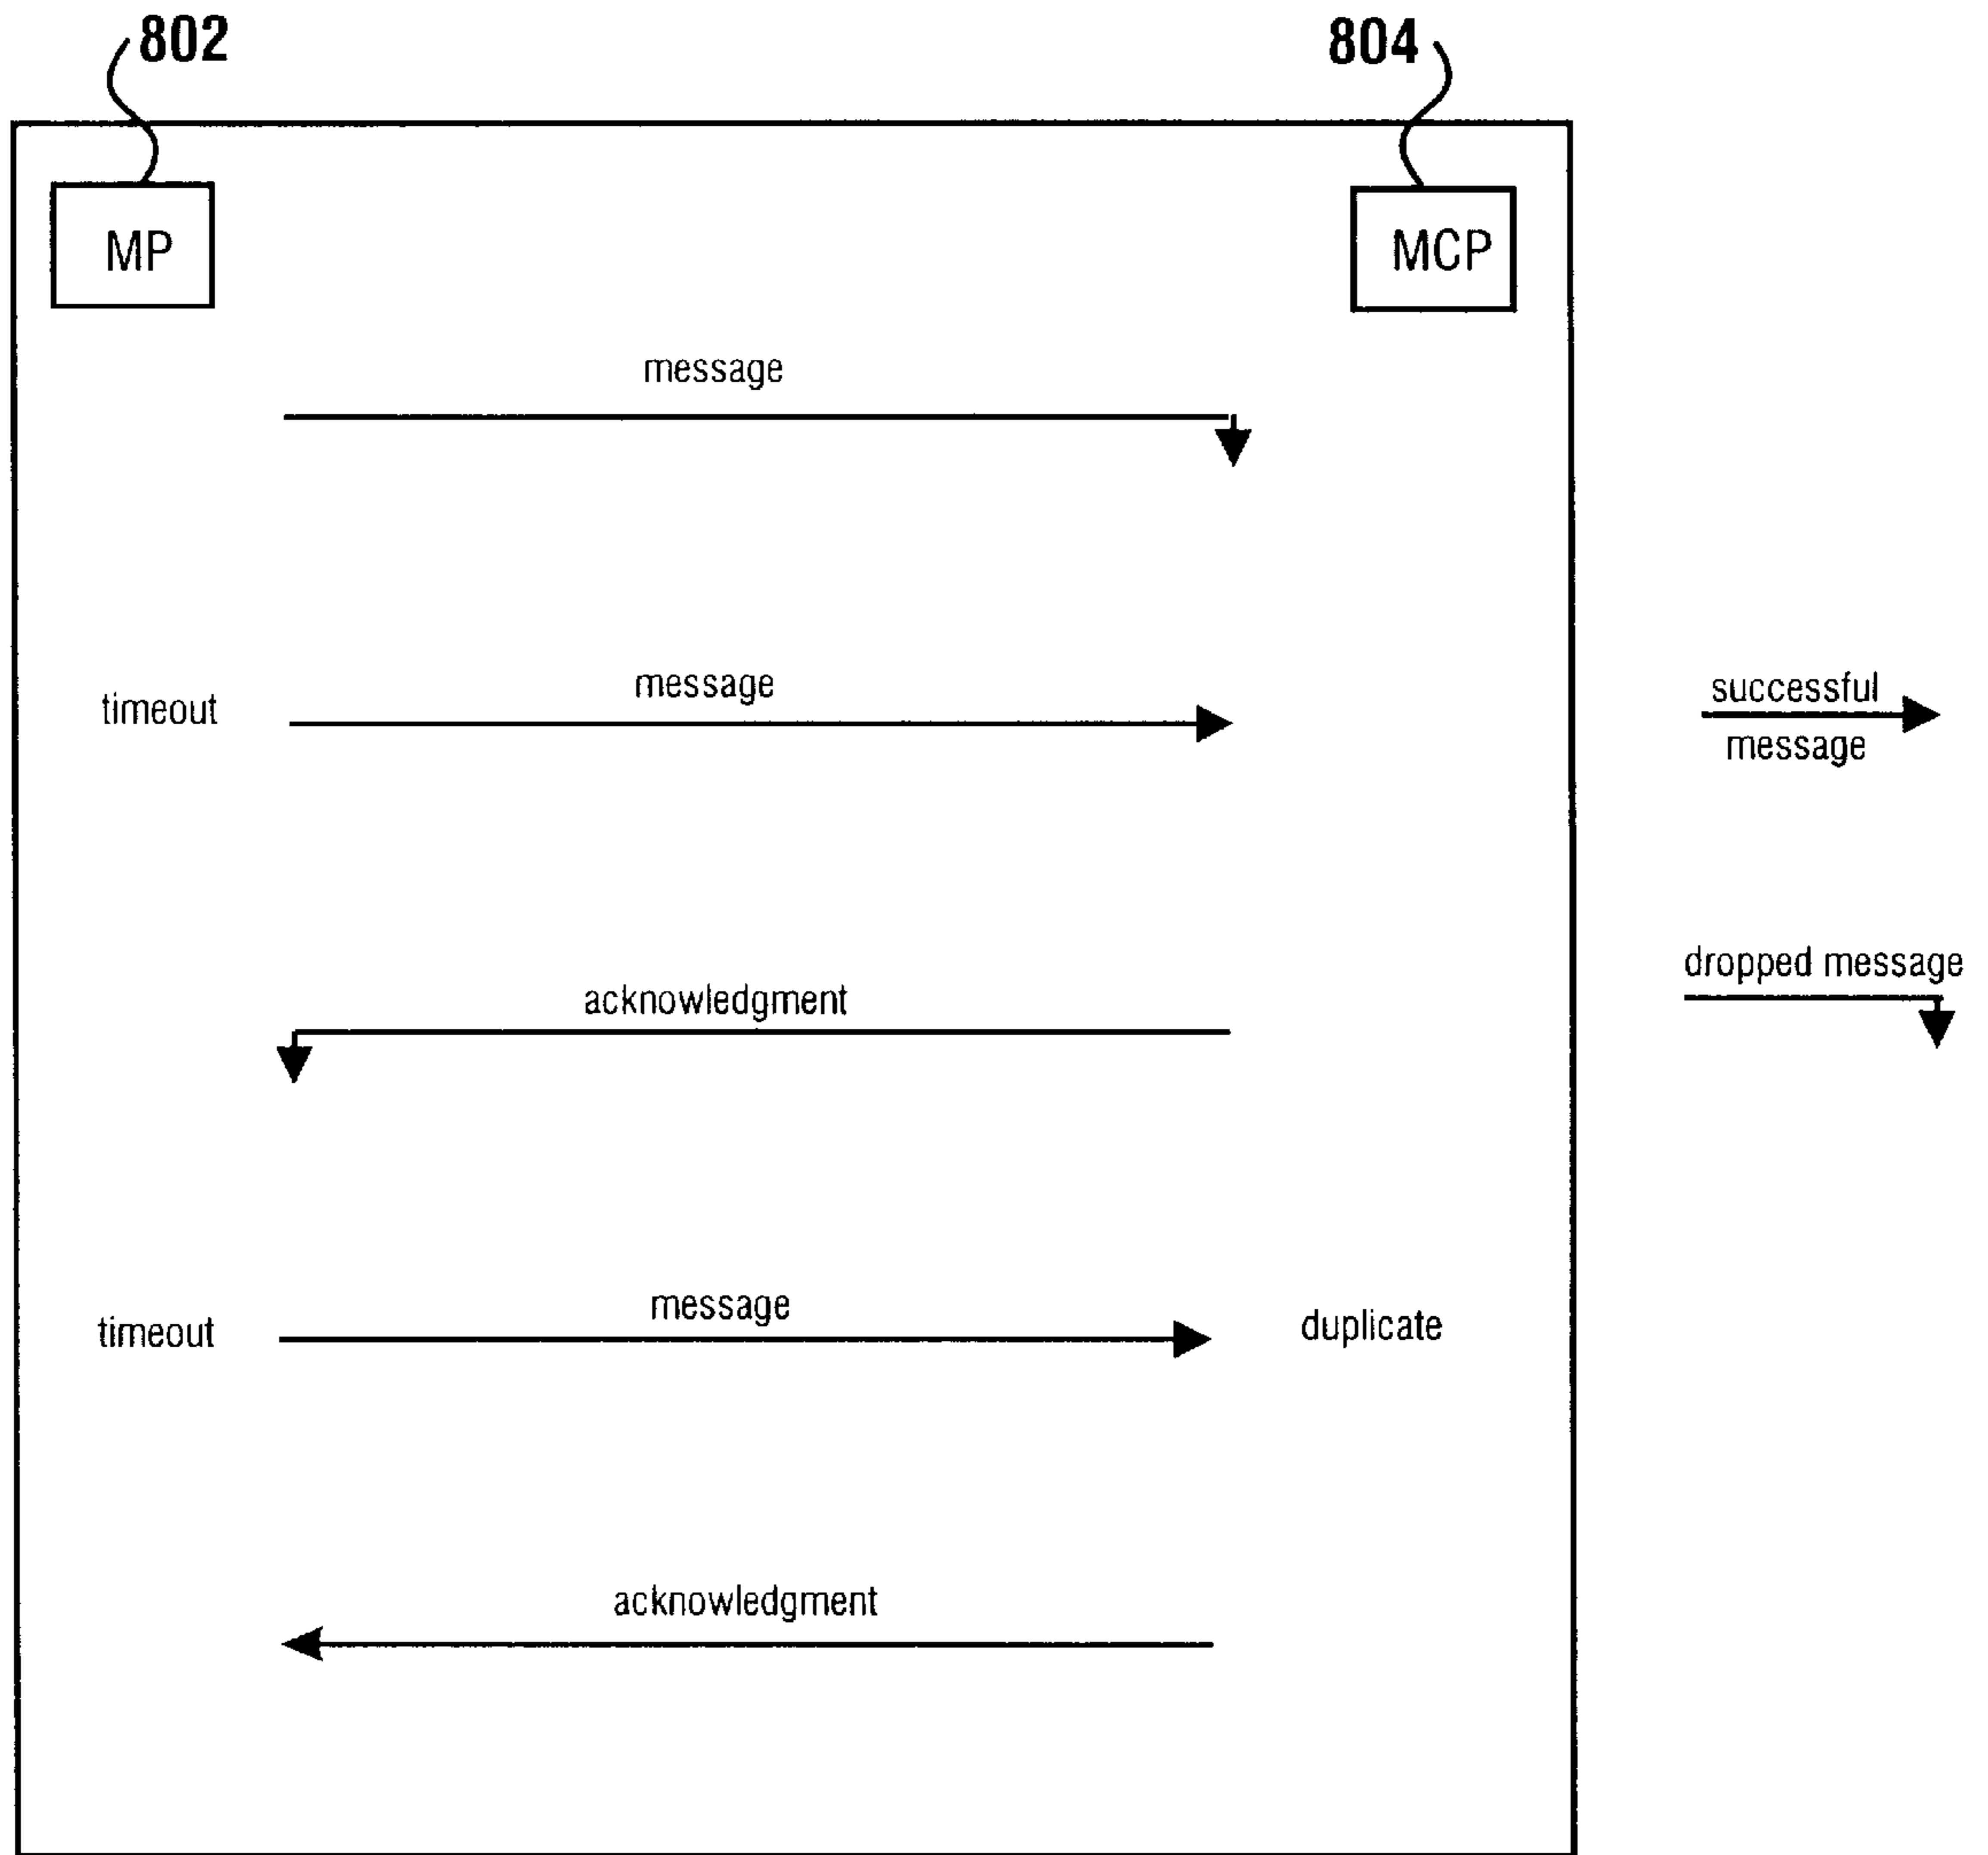 802
804
MP
MCP
message
timeout
message
successful
message
dropped message
acknowledgment
timeout
message
duplicate
acknowledgment